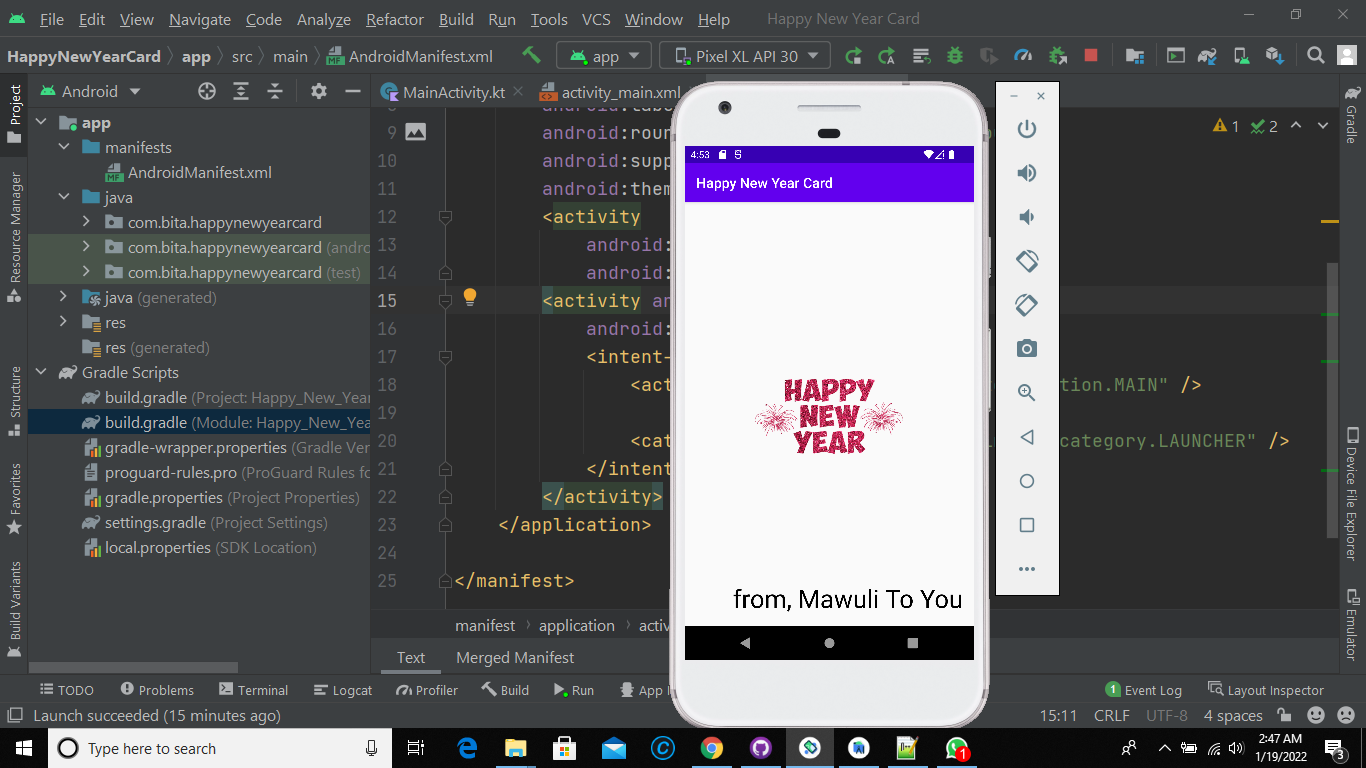 File Edit View Navigate Code Analyze Refactor Build Run Tools VCS Window Help Happy New Year Card
HappyNewYearCard app src main AndroidManifest.xml app Pixel XL API 30
Project
Resource Manager
Structure
Favorites
Build Variants
Android
app
manifests
AndroidManifest.xml
java
com.bita.happynewyearcard
com.bita.happynewyearcard (andro
com.bita.happynewyearcard (test)
java (generated)
res
res (generated)
Gradle Scripts
build.gradle (Project: Happy_New_Year
build.gradle (Module: Happy_New_Yea
gradle-wrapper.properties (Gradle Ver
proguard-rules.pro (ProGuard Rules fo
gradle.properties (Project Properties)
settings.gradle (Project Settings)
local.properties (SDK Location)
MainActivity.kt activity_main.xml
1 2
9 android:roun
10 android:supp
11 android:them
12 <activity
13 android:
14 android:
15 <activity an
16 android:
17 <intent-
18 <ac tion.MAIN" />
19
20 <ca category.LAUNCHER" />
21 </inten
22 </activity>
23 </application>
24
25 </manifest>
manifest application activ
Text Merged Manifest
4:53
Happy New Year Card
HAPPY
NEW
YEAR
from, Mawuli To You
Gradle
Device File Explorer
Emulator
TODO Problems Terminal Logcat Profiler Build Run App I 1 Event Log Layout Inspector
Launch succeeded (15 minutes ago) 15:11 CRLF UTF-8 4 spaces
Type here to search
1
2:47 AM
1/19/2022
3